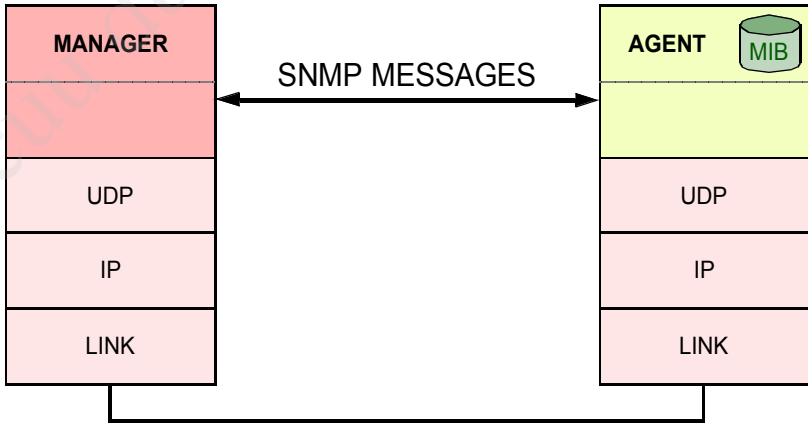 MANAGER
AGENT
MIB
SNMP MESSAGES
UDP
UDP
IP
IP
LINK
LINK